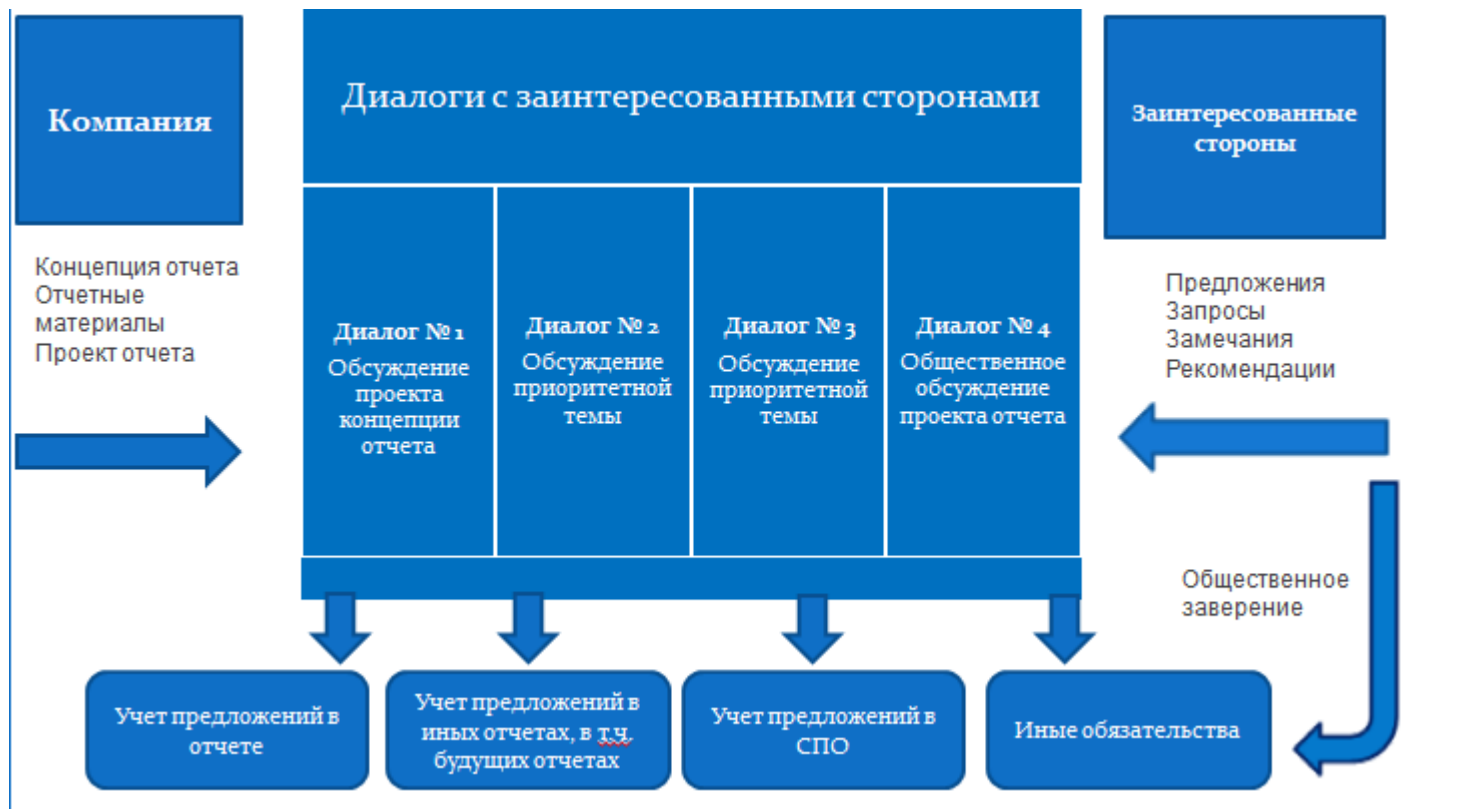 Компания
Диалоги с заинтересованными сторонами
Заинтересованные
стороны
Концепция отчета
Отчетные
материалы
Проект отчета
Диалог № 1
Обсуждение
проекта
концепции
отчета
Диалог № 2
Обсуждение
приоритетной
темы
Диалог № 3
Обсуждение
приоритетной
темы
Диалог № 4
Общественное
обсуждение
проекта отчета
Предложения
Запросы
Замечания
Рекомендации
Общественное
заверение
Учет предложений в
отчете
Учет предложений в
иных отчетах, в т.ч.
будущих отчетах
Учет предложений в
СПО
Иные обязательства